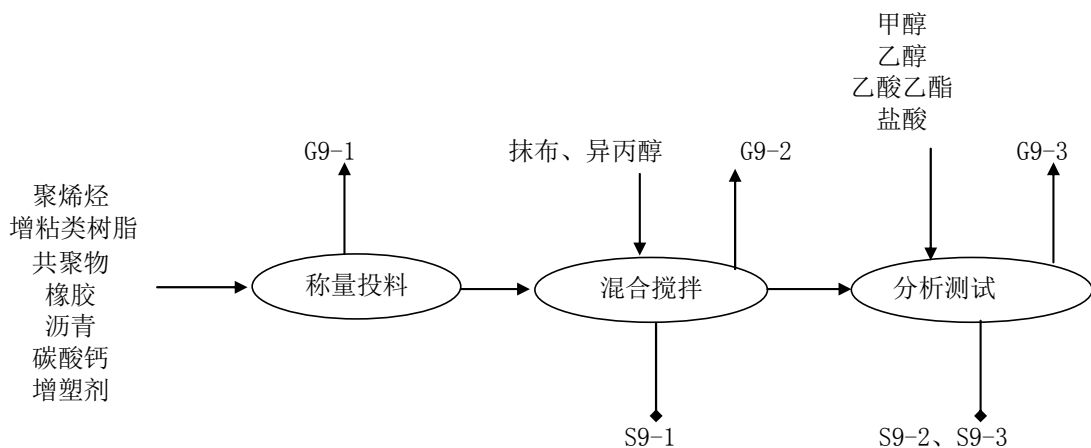 甲醇
乙醇
乙酸乙酯
盐酸
G9-1
抹布、异丙醇
G9-2
G9-3
聚烯烃
增粘类树脂
共聚物
橡胶
沥青
碳酸钙
增塑剂
称量投料
混合搅拌
分析测试
S9-1
S9-2、S9-3